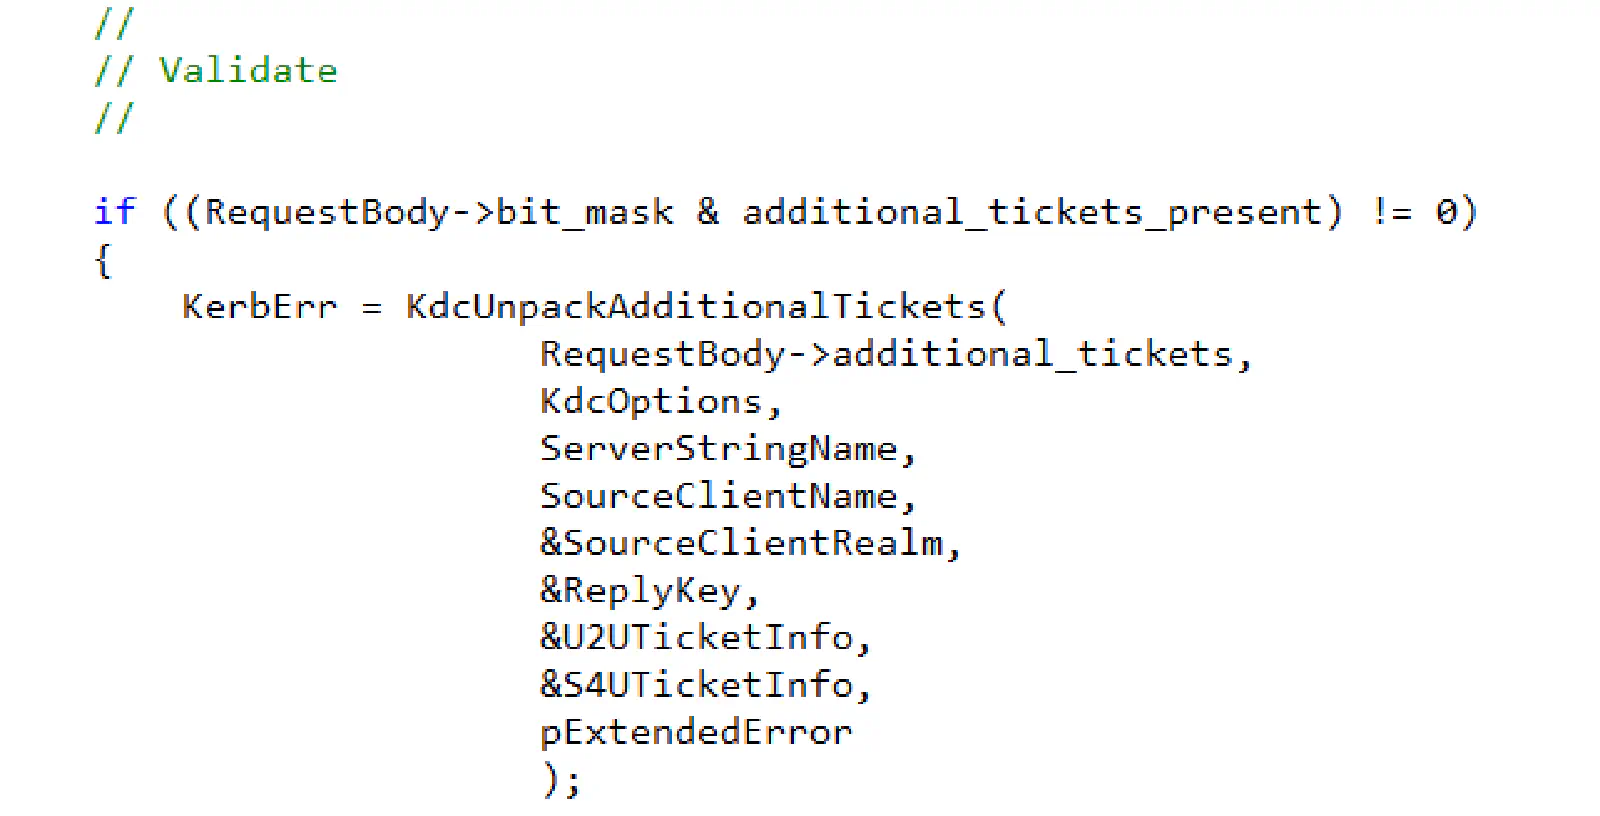 //
// Validate
//
if ((RequestBody->bit_mask & additional_tickets_present) != 0)
{
KerbErr = KdcUnpackAdditionalTickets(
RequestBody->additional_tickets,
KdcOptions,
ServerStringName,
SourceClientName,
&SourceClientRealm,
&ReplyKey,
&U2UTicketInfo,
&S4UTicketInfo,
pExtendedError
);